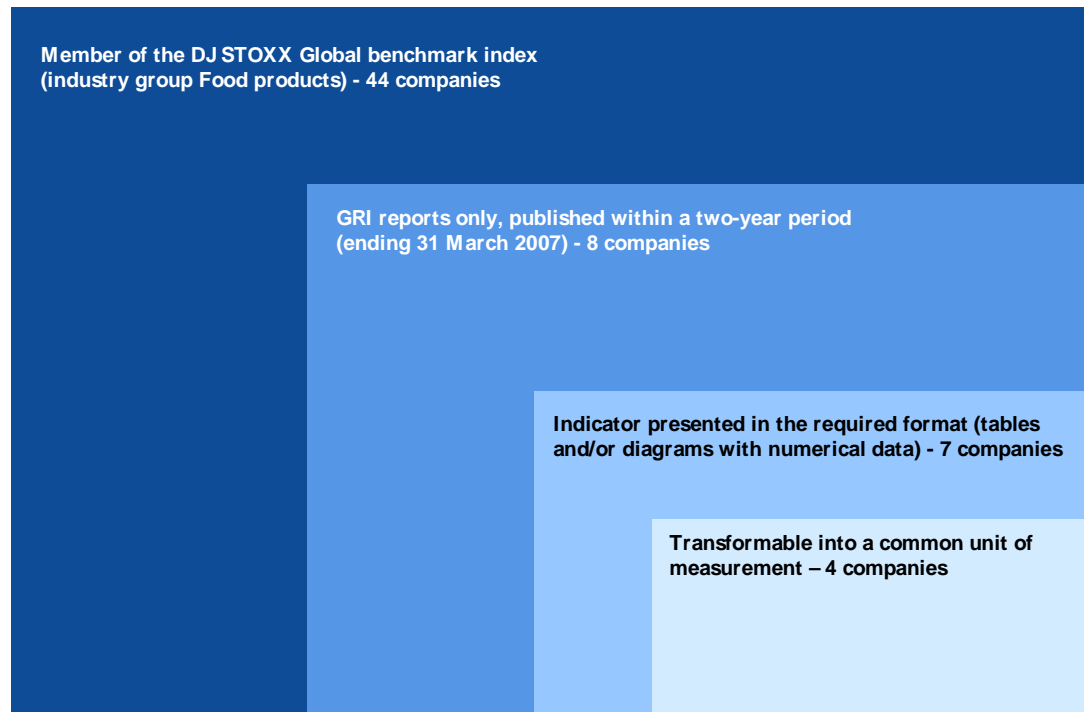 Member of the DJ STOXX Global benchmark index
(industry group Food products) - 44 companies
GRI reports only, published within a two-year period
(ending 31 March 2007) - 8 companies
Indicator presented in the required format (tables
and/or diagrams with numerical data) - 7 companies
Transformable into a common unit of
measurement – 4 companies